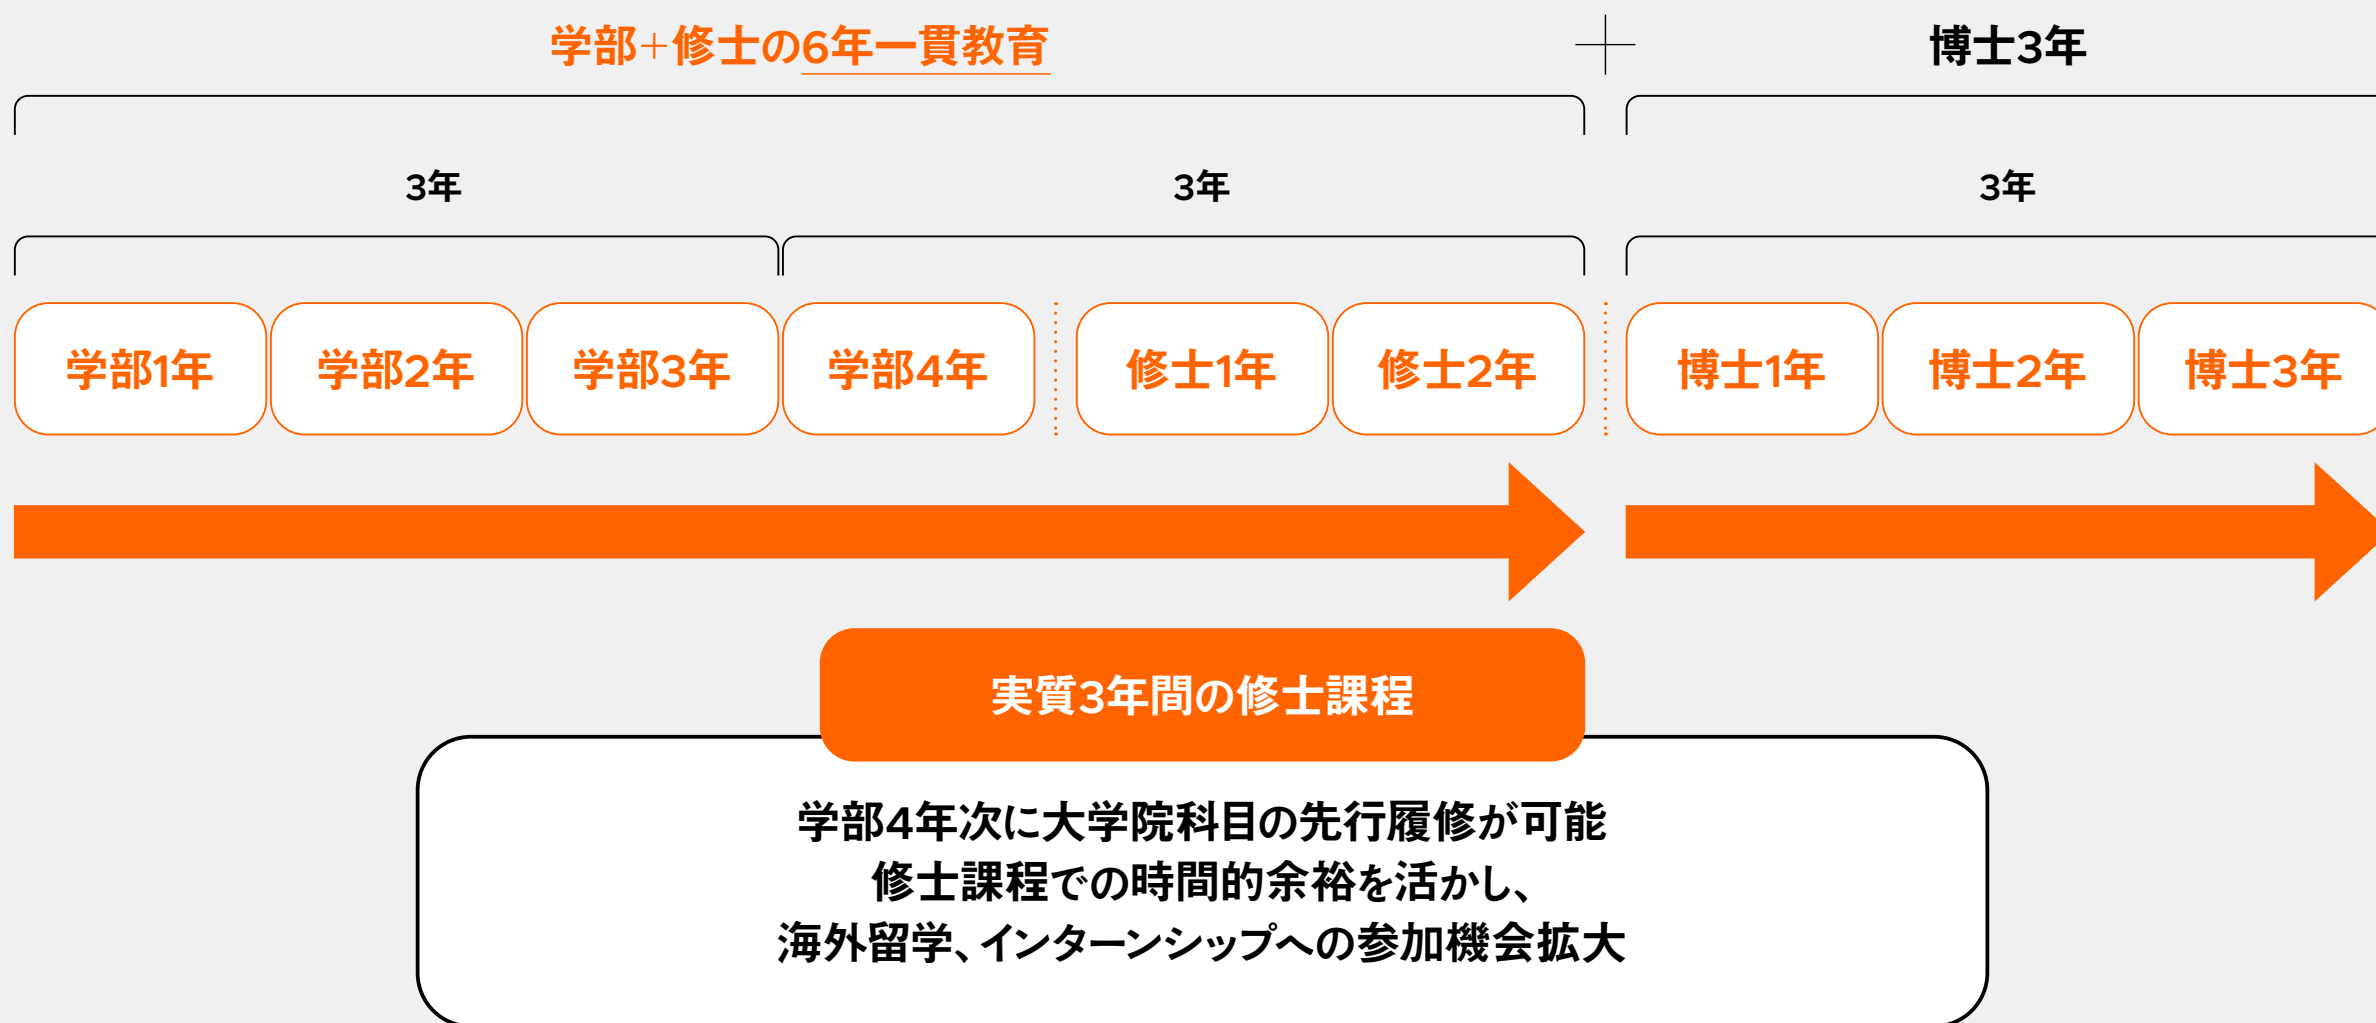 学部＋修士の6年一貫教育
＋
博士3年
3年
3年
3年
学部1年
学部2年
学部3年
学部4年
修士1年
修士2年
博士1年
博士2年
博士3年
実質3年間の修士課程
学部4年次に大学院科目の先行履修が可能
修士課程での時間的余裕を活かし、
海外留学、インターンシップへの参加機会拡大